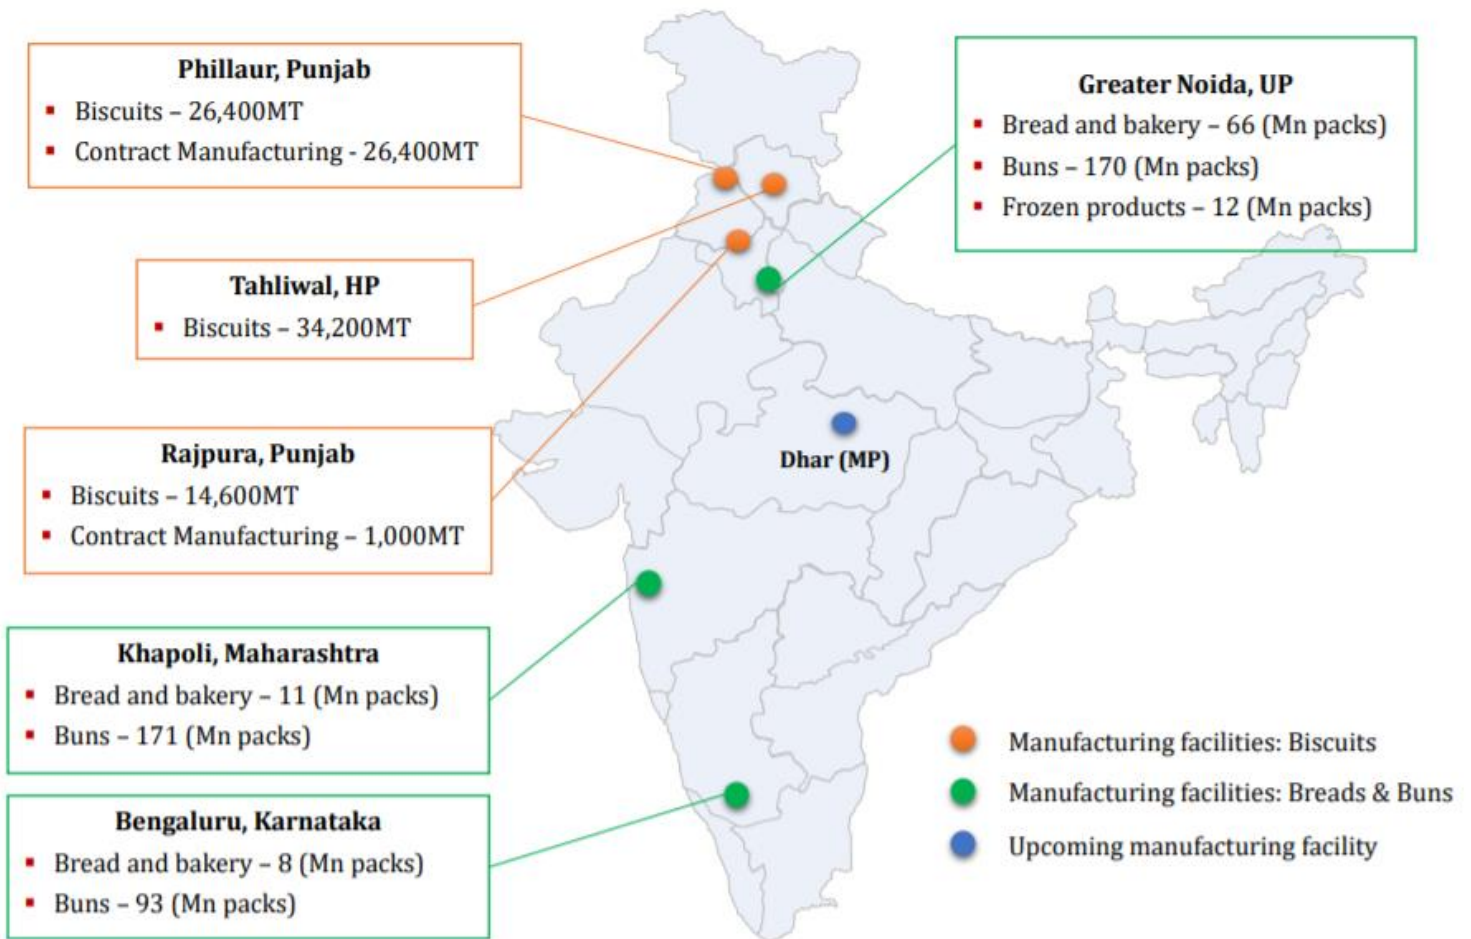 Phillaur, Punjab
▪ Biscuits – 26,400MT
▪ Contract Manufacturing - 26,400MT
Tahliwal, HP
▪ Biscuits – 34,200MT
Rajpura, Punjab
▪ Biscuits – 14,600MT
▪ Contract Manufacturing – 1,000MT
Khapoli, Maharashtra
▪ Bread and bakery – 11 (Mn packs)
▪ Buns – 171 (Mn packs)
Bengaluru, Karnataka
▪ Bread and bakery – 8 (Mn packs)
▪ Buns – 93 (Mn packs)
Greater Noida, UP
▪ Bread and bakery – 66 (Mn packs)
▪ Buns – 170 (Mn packs)
▪ Frozen products – 12 (Mn packs)
Dhar (MP)
Manufacturing facilities: Biscuits
Manufacturing facilities: Breads & Buns
Upcoming manufacturing facility